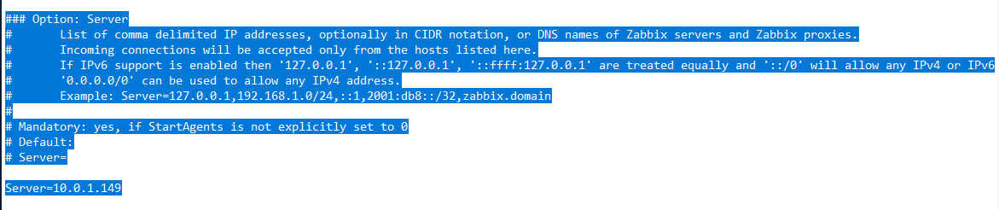 ### Option: Server
#       List of comma delimited IP addresses, optionally in CIDR notation, or DNS names of Zabbix servers and Zabbix proxies.
#       Incoming connections will be accepted only from the hosts listed here.
#       If IPv6 support is enabled then '127.0.0.1', '::127.0.0.1', '::ffff:127.0.0.1' are treated equally and '::/0' will allow any IPv4 or IPv6
#       '0.0.0.0/0' can be used to allow any IPv4 address.
#       Example: Server=127.0.0.1,192.168.1.0/24,::1,2001:db8::/32,zabbix.domain
#
# Mandatory: yes, if StartAgents is not explicitly set to 0
# Default:
# Server=
Server=10.0.1.149